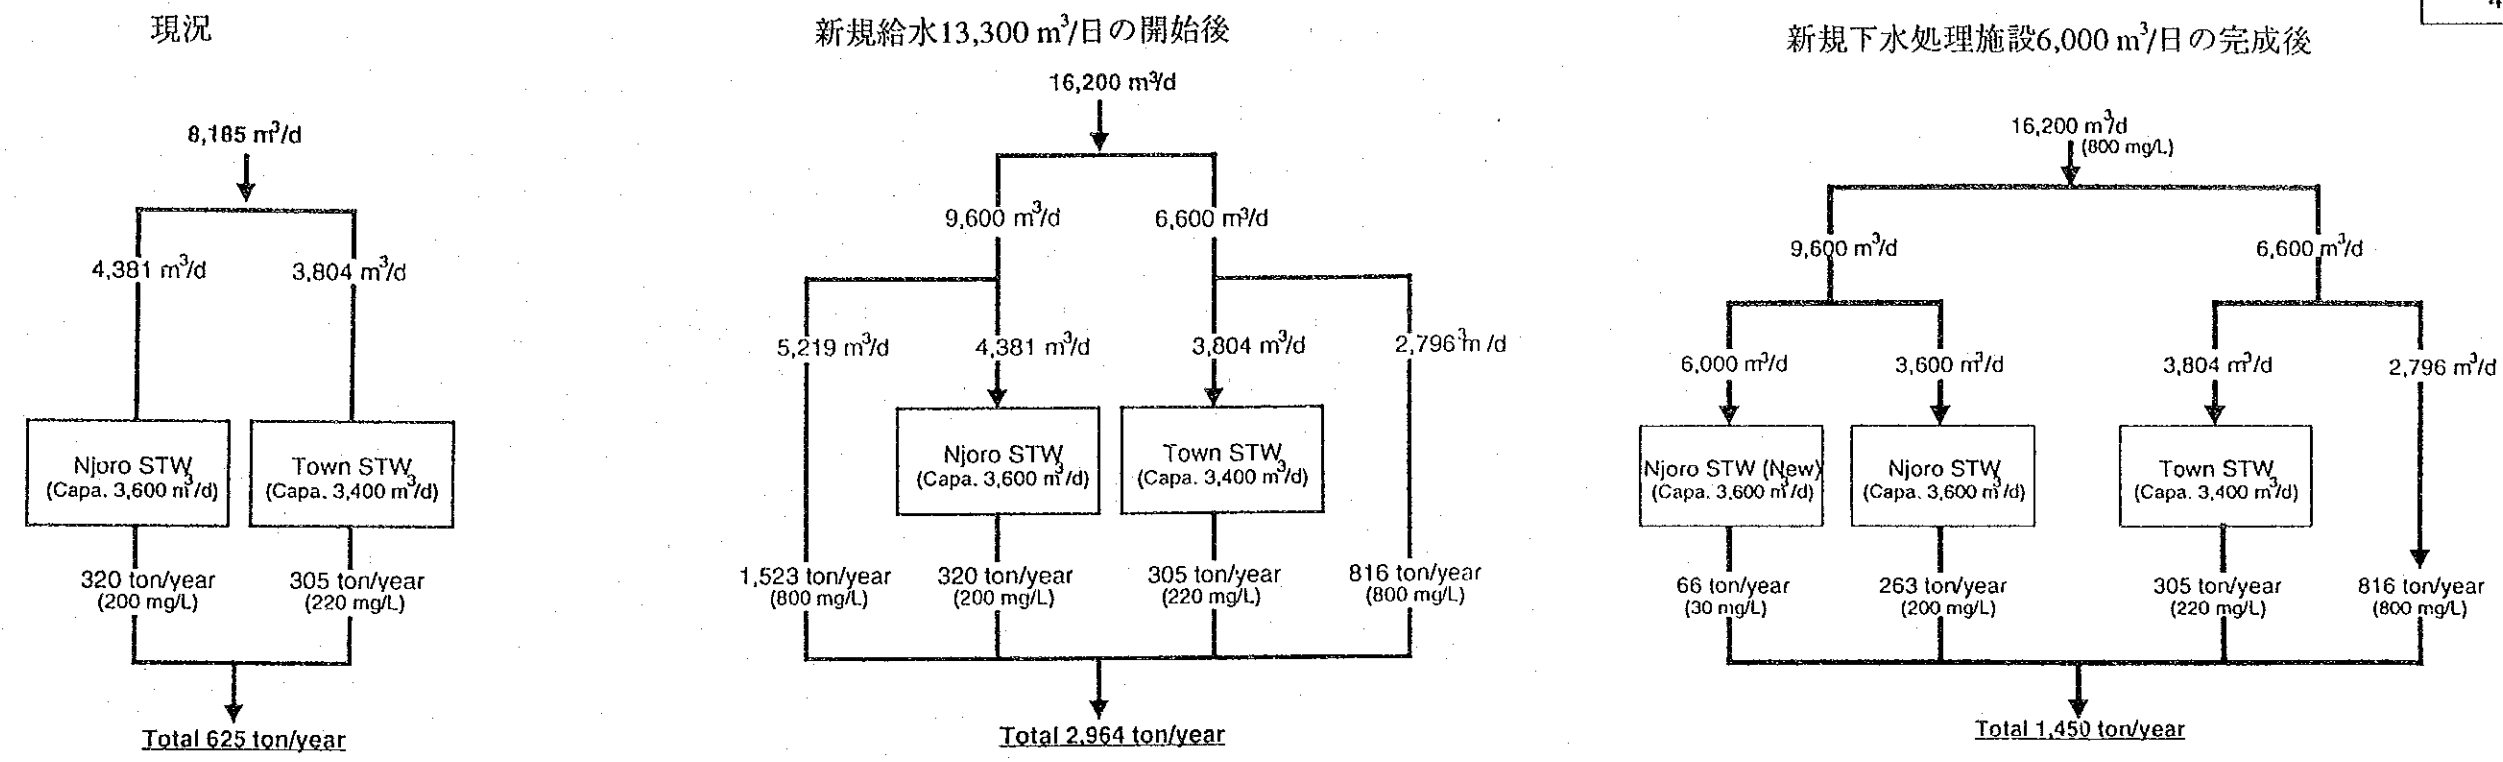 現況
8,185 m³/d
4,381 m³/d
3,804 m³/d
Njoro STW
(Capa. 3,600 m³/d)
Town STW
(Capa. 3,400 m³/d)
320 ton/year
(200 mg/L)
305 ton/year
(220 mg/L)
Total 625 ton/year
新規給水13,300 m³/日の開始後
16,200 m³/d
9,600 m³/d
6,600 m³/d
5,219 m³/d
4,381 m³/d
3,804 m³/d
2,796 m³/d
Njoro STW
(Capa. 3,600 m³/d)
Town STW
(Capa. 3,400 m³/d)
1,523 ton/year
(800 mg/L)
320 ton/year
(200 mg/L)
305 ton/year
(220 mg/L)
816 ton/year
(800 mg/L)
Total 2,964 ton/year
新規下水処理施設6,000 m³/日の完成後
16,200 m³/d
(800 mg/L)
9,600 m³/d
6,600 m³/d
6,000 m³/d
3,600 m³/d
3,804 m³/d
2,796 m³/d
Njoro STW (New)
(Capa. 3,600 m³/d)
Njoro STW
(Capa. 3,600 m³/d)
Town STW
(Capa. 3,400 m³/d)
66 ton/year
(30 mg/L)
263 ton/year
(200 mg/L)
305 ton/year
(220 mg/L)
816 ton/year
(800 mg/L)
Total 1,450 ton/year